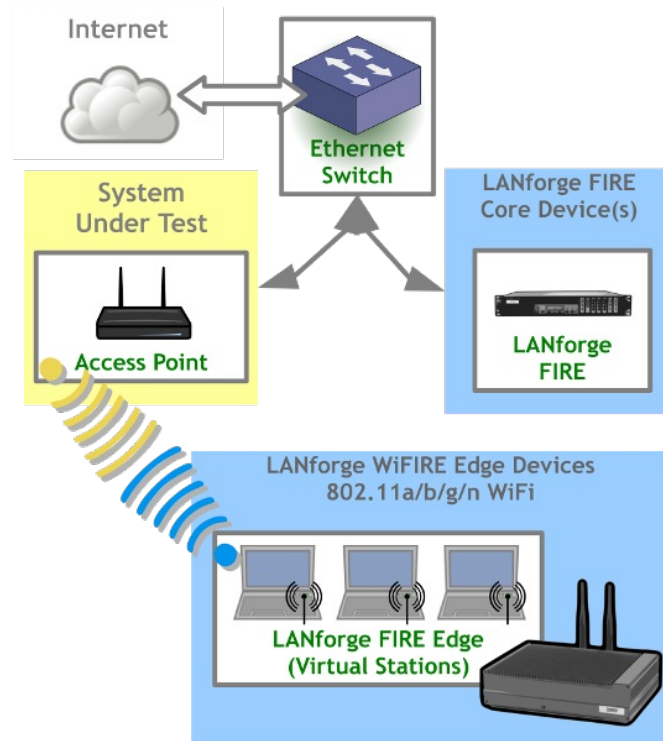 Internet
Ethernet
Switch
System
Under Test
LANforge FIRE
Core Device(s)
Access Point
LANforge
FIRE
LANforge WiFIRE Edge Devices
802.11a/b/g/n WiFi
LANforge FIRE Edge
(Virtual Stations)